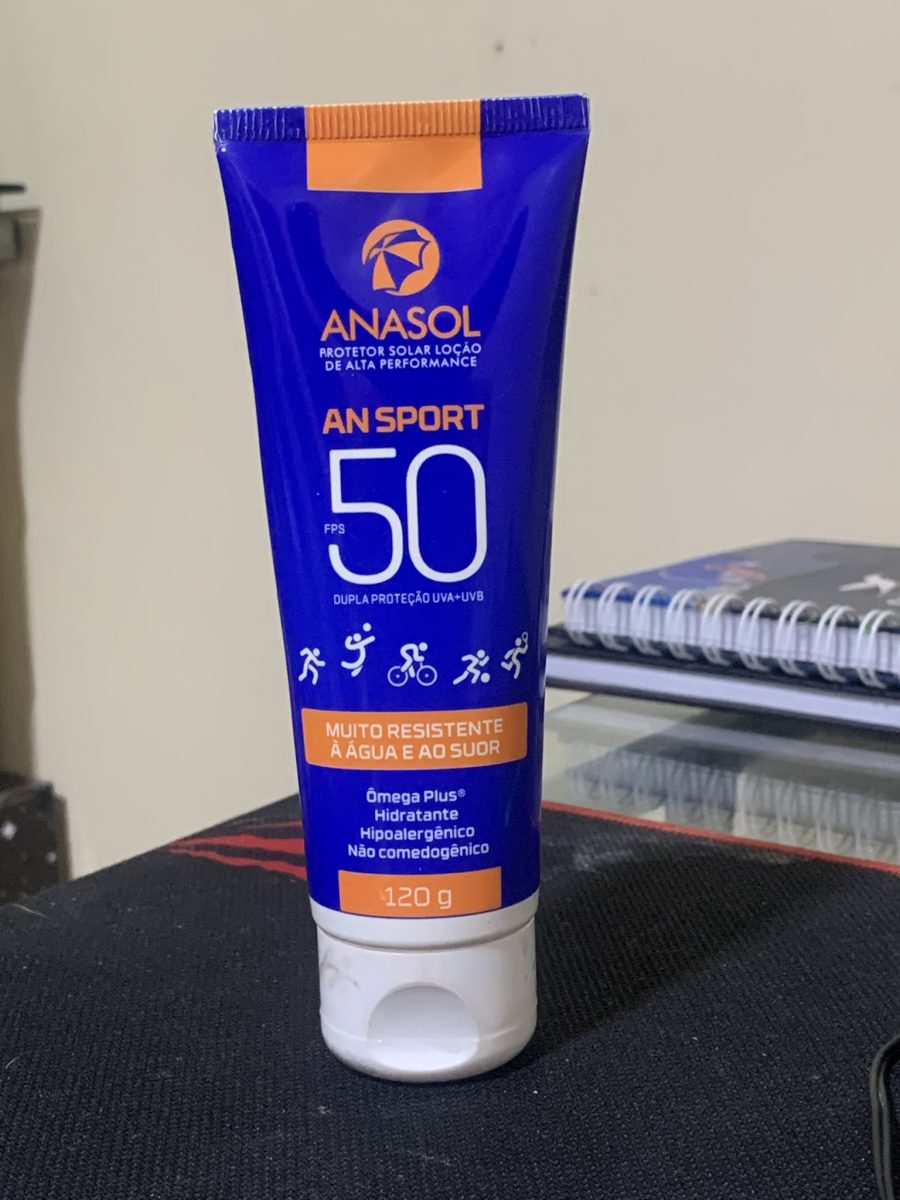 ANASOL
PROTETOR SOLAR LOÇÃO
DE ALTA PERFORMANCE
AN SPORT
FPS 50
DUPLA PROTEÇÃO UVA+UVB
MUITO RESISTENTE
À ÁGUA E AO SUOR
Ômega Plus®
Hidratante
Hipoalergênico
Não comedogênico
120 g